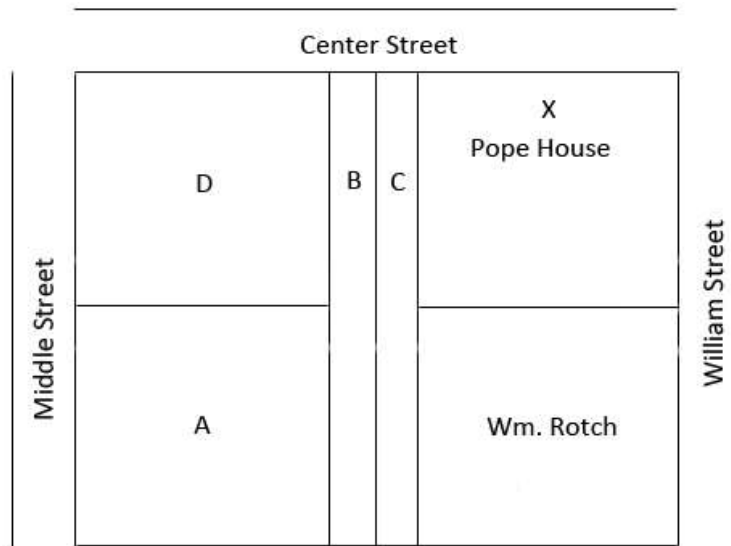 Center Street
X
Pope House
D
B
C
Middle Street
William Street
A
Wm. Rotch